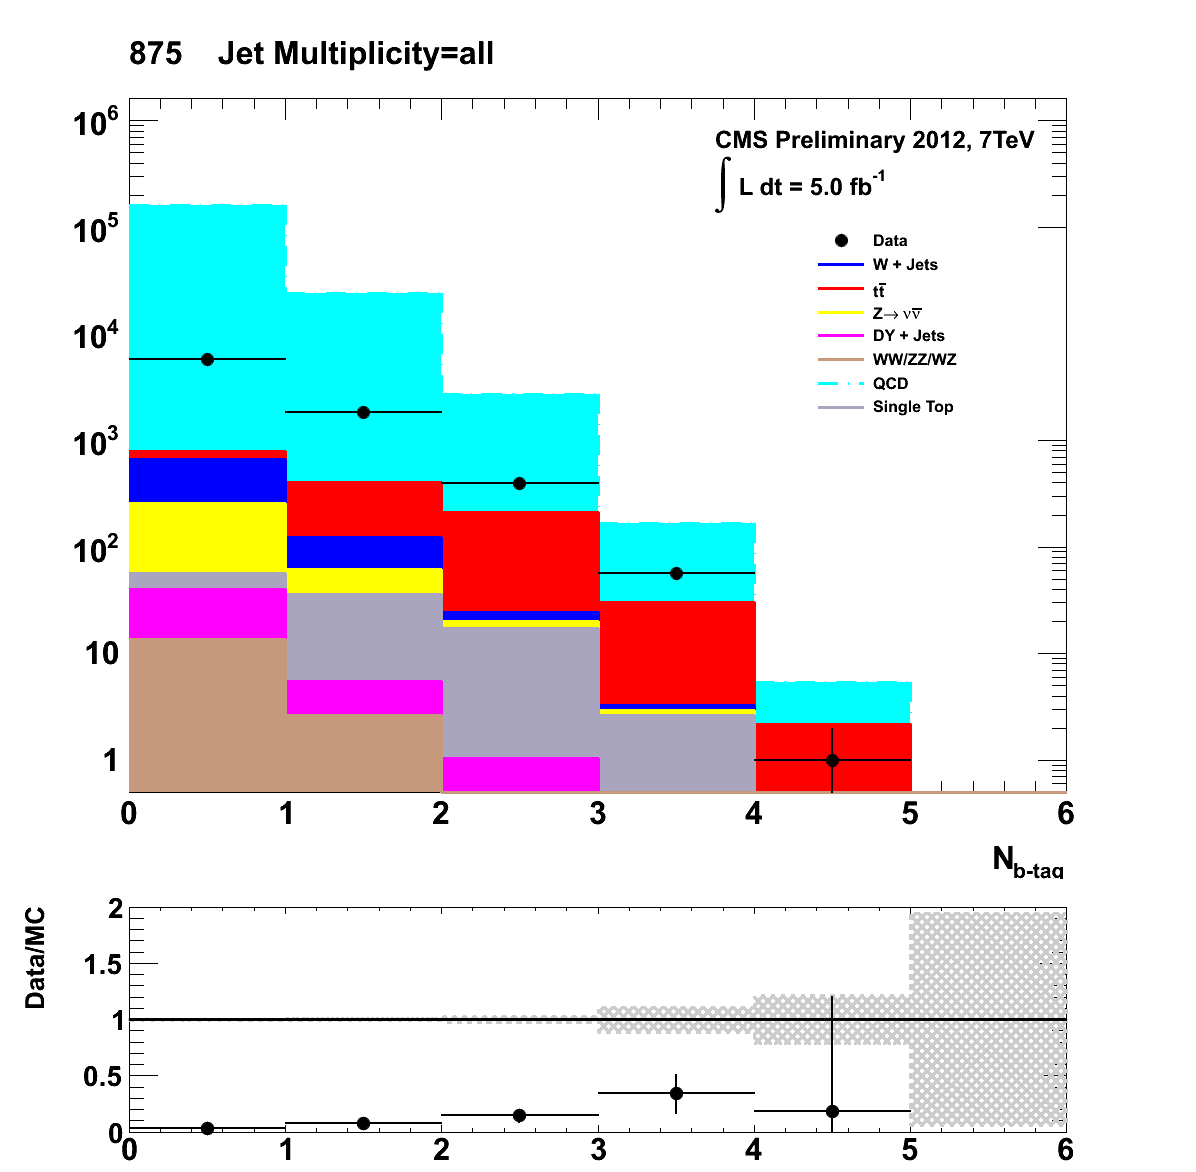 875 Jet Multiplicity=all
10⁶
10⁵
10⁴
10³
10²
10
1
CMS Preliminary 2012, 7TeV
∫ L dt = 5.0 fb⁻¹
Data
W + Jets
tt̅
Z→ νν̅
DY + Jets
WW/ZZ/WZ
QCD
Single Top
0 1 2 3 4 5 6
N b-tag
Data/MC
2
1.5
1
0.5
0
0 1 2 3 4 5 6